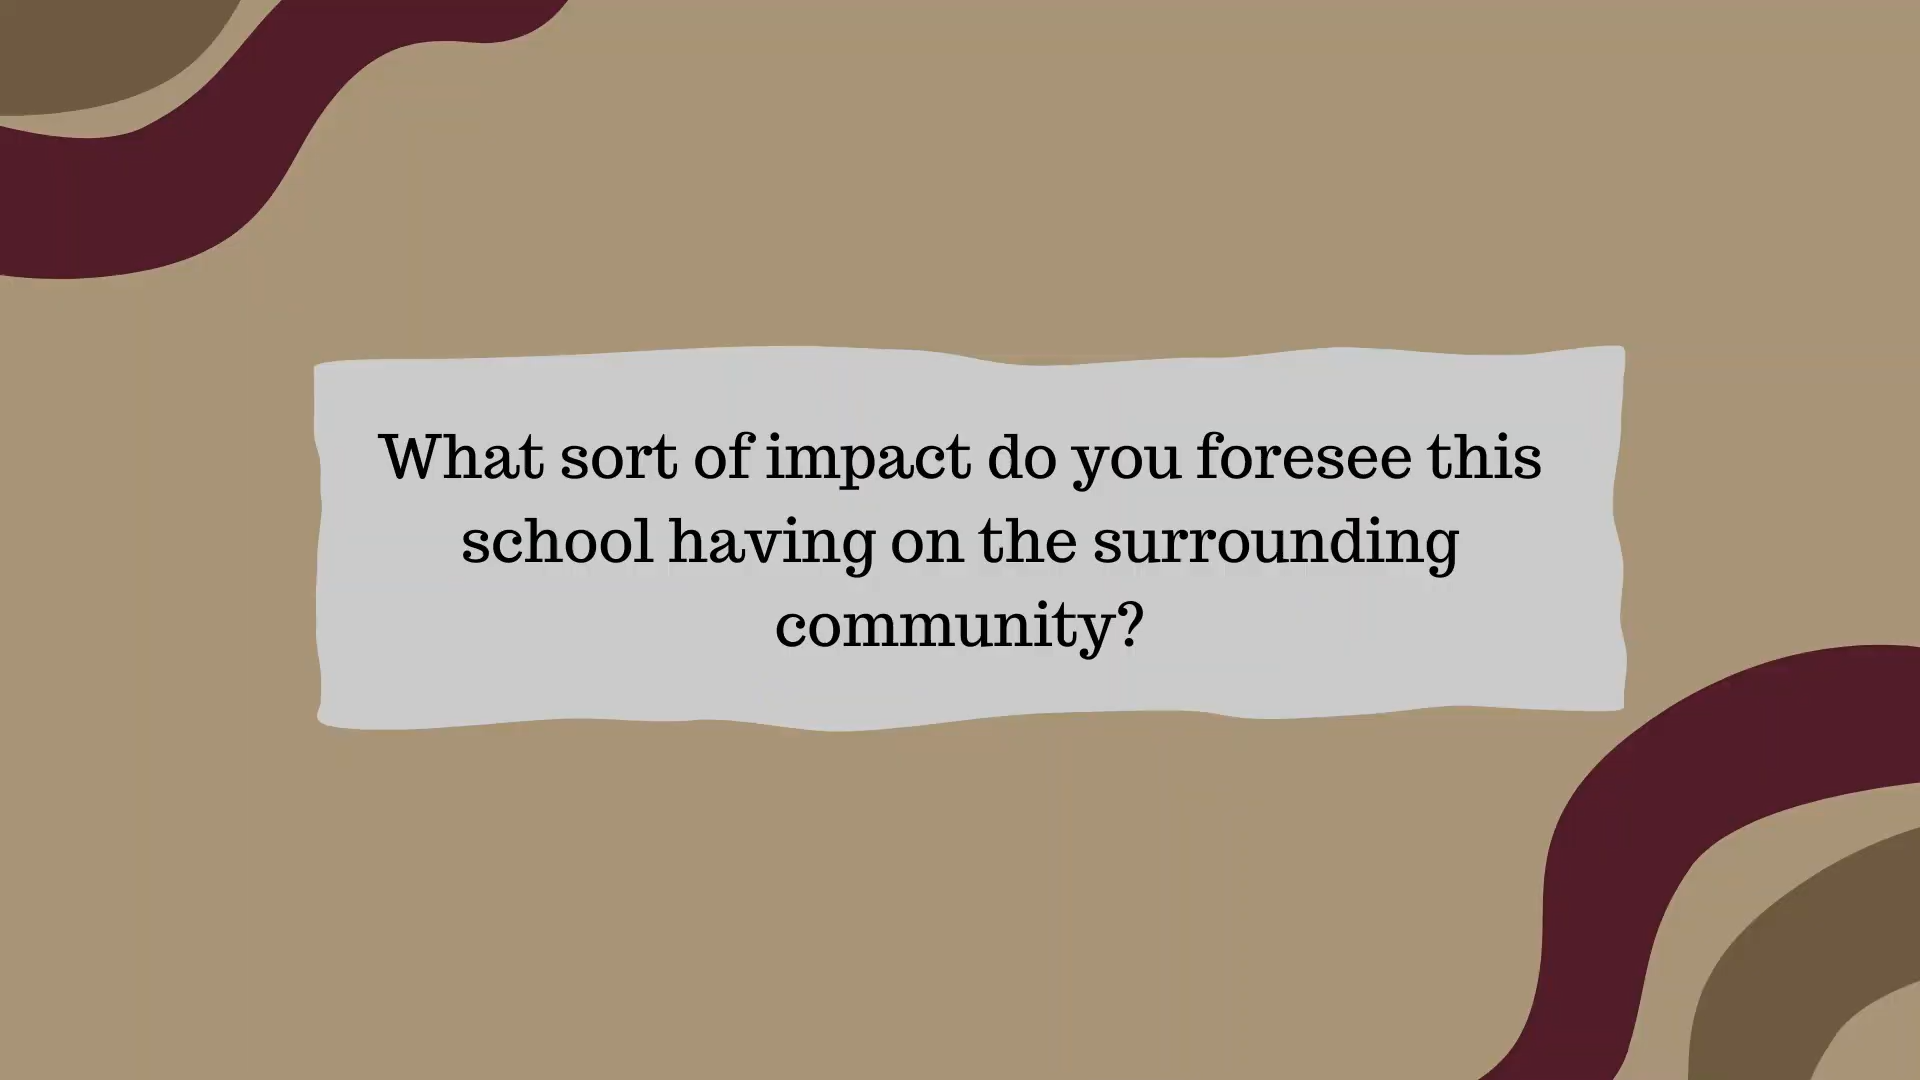 What sort of impact do you foresee this
school having on the surrounding
community?